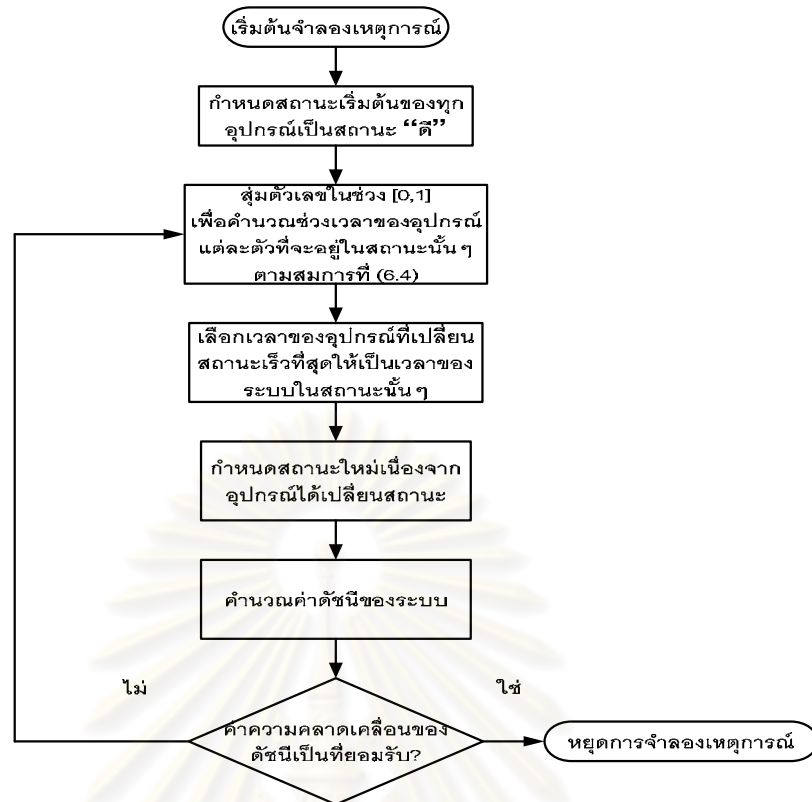 เริ่มต้นจำลองเหตุการณ์
กำหนดสถานะเริ่มต้นของทุก
อุปกรณ์เป็นสถานะ “ดี”
สุ่มตัวเลขในช่วง [0,1]
เพื่อคำนวณช่วงเวลาของอุปกรณ์
แต่ละตัวที่จะอยู่ในสถานะนั้นๆ
ตามสมการที่ (6.4)
เลือกเวลาของอุปกรณ์ที่เปลี่ยน
สถานะเร็วที่สุดให้เป็นเวลาของ
ระบบในสถานะนั้นๆ
กำหนดสถานะใหม่เนื่องจาก
อุปกรณ์ได้เปลี่ยนสถานะ
คำนวณค่าดัชนีของระบบ
ไม่
ใช่
ค่าความคลาดเคลื่อนของ
ดัชนีเป็นที่ยอมรับ?
หยุดการจำลองเหตุการณ์